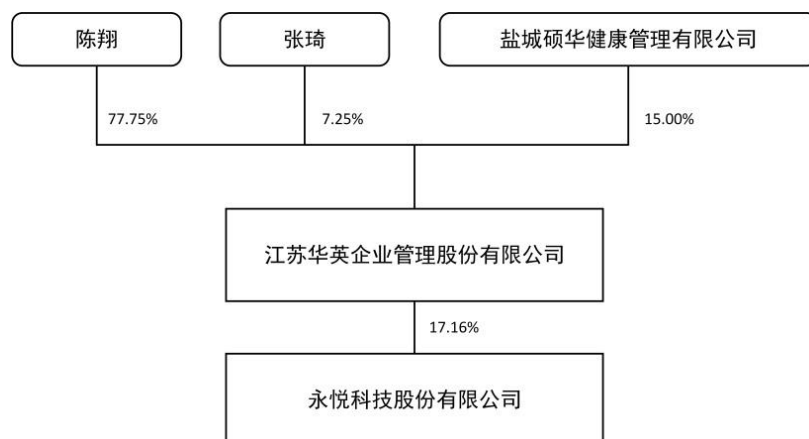 陈翔
张琦
盐城硕华健康管理有限公司
77.75%
7.25%
15.00%
江苏华英企业管理股份有限公司
17.16%
永悦科技股份有限公司